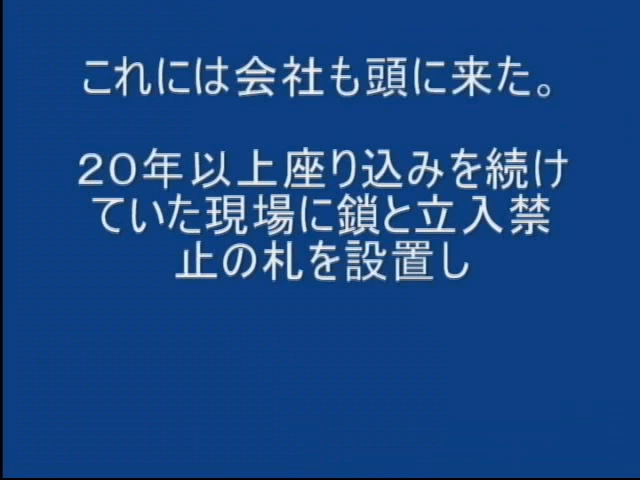 これには会社も頭に来た。
２０年以上座り込みを続け
ていた現場に鎖と立入禁
止の札を設置し